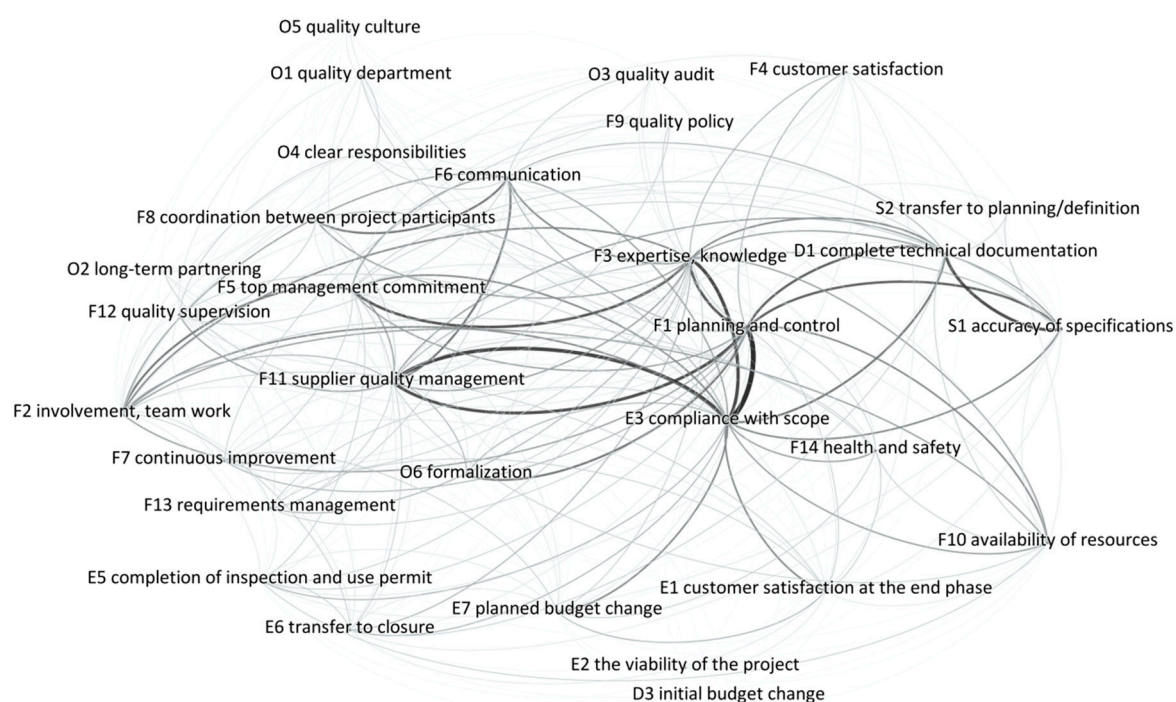 O5 quality culture
O1 quality department
O3 quality audit
F4 customer satisfaction
F9 quality policy
O4 clear responsibilities
F6 communication
S2 transfer to planning/definition
F8 coordination between project participants
D1 complete technical documentation
F3 expertise, knowledge
O2 long-term partnering
F5 top management commitment
F12 quality supervision
F1 planning and control
S1 accuracy of specifications
F11 supplier quality management
F2 involvement, team work
E3 compliance with scope
F14 health and safety
F7 continuous improvement
O6 formalization
F13 requirements management
F10 availability of resources
E5 completion of inspection and use permit
E1 customer satisfaction at the end phase
E7 planned budget change
E6 transfer to closure
E2 the viability of the project
D3 initial budget change